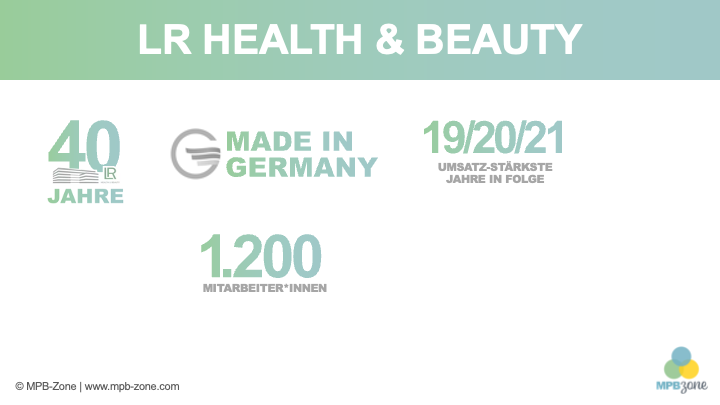 LR HEALTH & BEAUTY
40
LR
JAHRE
MADE IN
GERMANY
19/20/21
UMSATZ-STÄRKSTE
JAHRE IN FOLGE
1.200
MITARBEITER*INNEN
© MPB-Zone | www.mpb-zone.com
MPBzone